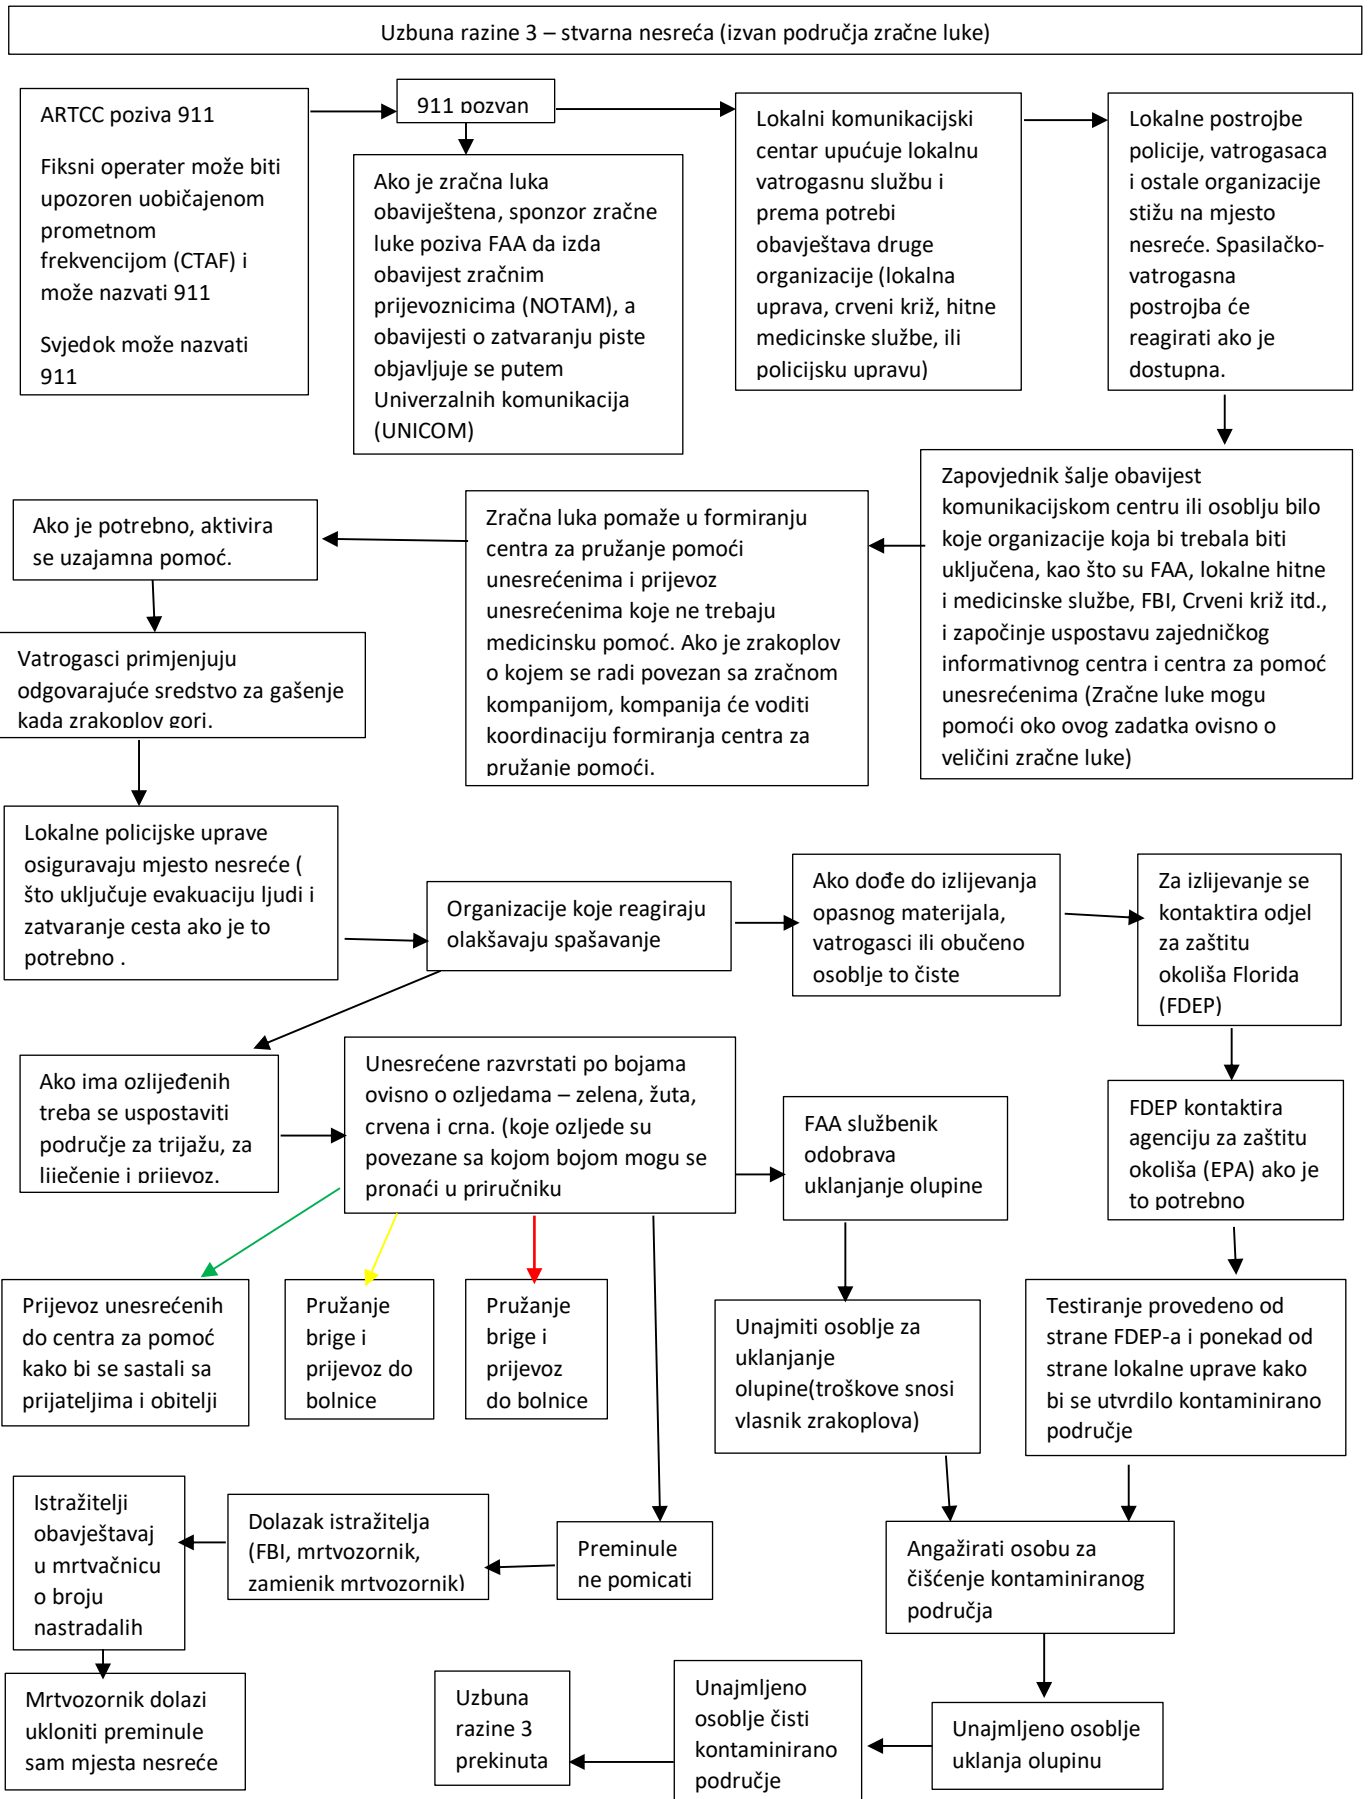 Uzbuna razine 3 – stvarna nesreća (izvan područja zračne luke)
ARTCC poziva 911
Fiksni operater može biti
upozoren uobičajenom
prometnom
frekvencijom (CTAF) i
može nazvati 911
Svjedok može nazvati
911
911 pozvan
Ako je zračna luka
obaviještena, sponzor zračne
luke poziva FAA da izda
obavijest zračnim
prijevoznicima (NOTAM), a
obavijesti o zatvaranju piste
objavljuje se putem
Univerzalnih komunikacija
(UNICOM)
Lokalni komunikacijski
centar upućuje lokalnu
vatrogasnu službu i
prema potrebi
obavještava druge
organizacije (lokalna
uprava, crveni križ, hitne
medicinske službe, ili
policijsku upravu)
Lokalne postrojbe
policije, vatrogasaca
i ostale organizacije
stižu na mjesto
nesreće. Spasilačko-
vatrogasna
postrojba će
reagirati ako je
dostupna.
Zapovjednik šalje obavijest
komunikacijskom centru ili osoblju bilo
koje organizacije koja bi trebala biti
uključena, kao što su FAA, lokalne hitne
i medicinske službe, FBI, Crveni križ itd.,
i započinje uspostavu zajedničkog
informativnog centra i centra za pomoć
unesrećenima (Zračne luke mogu
pomoći oko ovog zadatka ovisno o
veličini zračne luke)
Zračna luka pomaže u formiranju
centra za pružanje pomoći
unesrećenima i prijevoz
unesrećenima koje ne trebaju
medicinsku pomoć. Ako je zrakoplov
o kojem se radi povezan sa zračnom
kompanijom, kompanija će voditi
koordinaciju formiranja centra za
pružanje pomoći.
Ako je potrebno, aktivira
se uzajamna pomoć.
Vatrogasci primjenjuju
odgovarajuće sredstvo za gašenje
kada zrakoplov gori.
Lokalne policijske uprave
osiguravaju mjesto nesreće (
što uključuje evakuaciju ljudi i
zatvaranje cesta ako je to
potrebno .
Organizacije koje reagiraju
olakšavaju spašavanje
Ako dođe do izlijevanja
opasnog materijala,
vatrogasci ili obučeno
osoblje to čiste
Za izlijevanje se
kontaktira odjel
za zaštitu
okoliša Florida
(FDEP)
Ako ima ozlijeđenih
treba se uspostaviti
područje za trijažu, za
liječenje i prijevoz.
Unesrećene razvrstati po bojama
ovisno o ozljedama – zelena, žuta,
crvena i crna. (koje ozljede su
povezane sa kojom bojom mogu se
pronaći u priručniku
FAA službenik
odobrava
uklanjanje olupine
FDEP kontaktira
agenciju za zaštitu
okoliša (EPA) ako je
to potrebno
Prijevoz unesrećenih
do centra za pomoć
kako bi se sastali sa
prijateljima i obitelji
Pružanje
brige i
prijevoz do
bolnice
Pružanje
brige i
prijevoz
do bolnice
Unajmiti osoblje za
uklanjanje
olupine(troškove snosi
vlasnik zrakoplova)
Testiranje provedeno od
strane FDEP-a i ponekad od
strane lokalne uprave kako
bi se utvrdilo kontaminirano
područje
Istražitelji
obavještavaj
u mrtvačnicu
o broju
nastradalih
Dolazak istražitelja
(FBI, mrtvozornik,
zamjenik mrtvozornik)
Preminule
ne pomicati
Angažirati osobu za
čišćenje kontaminiranog
područja
Mrtvozornik dolazi
ukloniti preminule
sam mjesta nesreće
Uzbuna
razine 3
prekinuta
Unajmljeno
osoblje čisti
kontaminirano
područje
Unajmljeno osoblje
uklanja olupinu